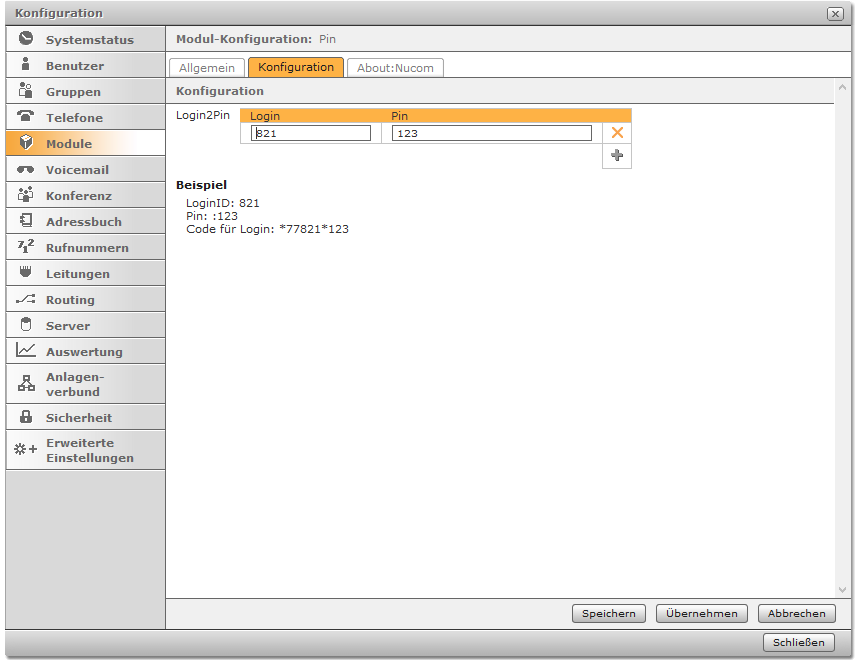 Konfiguration
Systemstatus
Benutzer
Gruppen
Telefone
Module
Voicemail
Konferenz
Adressbuch
Rufnummern
Leitungen
Routing
Server
Auswertung
Anlagen-
verbund
Sicherheit
Erweiterte
Einstellungen
Modul-Konfiguration: Pin
Allgemein Konfiguration About:Nucom
Konfiguration
Login2Pin Login Pin
821 123
Beispiel
LoginID: 821
Pin: :123
Code für Login: *77821*123
Speichern Übernehmen Abbrechen
Schließen